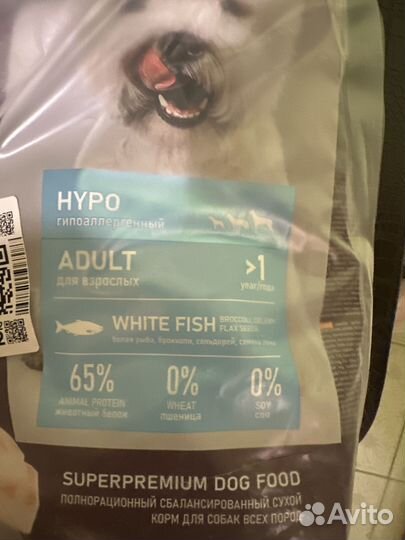 HYPO
гипоаллергенный
ADULT
для взрослых
>1
year/года
WHITE FISH
BROCCOLI, CELERY,
FLAX SEEDS
белая рыба, брокколи, сельдерей, семена льна
65%
ANIMAL PROTEIN
животный белок
0%
WHEAT
пшеница
0%
SOY
соя
SUPERPREMIUM DOG FOOD
ПОЛНОРАЦИОННЫЙ СБАЛАНСИРОВАННЫЙ СУХОЙ
КОРМ ДЛЯ СОБАК ВСЕХ ПОРОД
Avito